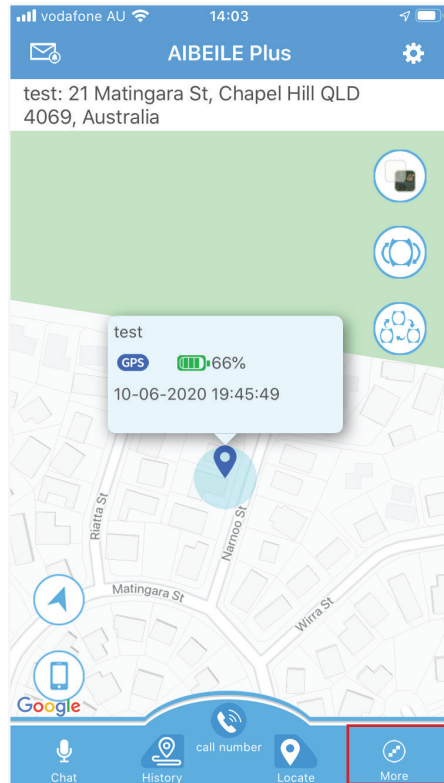 vodafone AU 14:03
AIBEILE Plus
test: 21 Matingara St, Chapel Hill QLD
4069, Australia
test
GPS 66%
10-06-2020 19:45:49
Riatta St
Narnoo St
Matingara St
Wirra St
Google
call number
Chat History Locate More